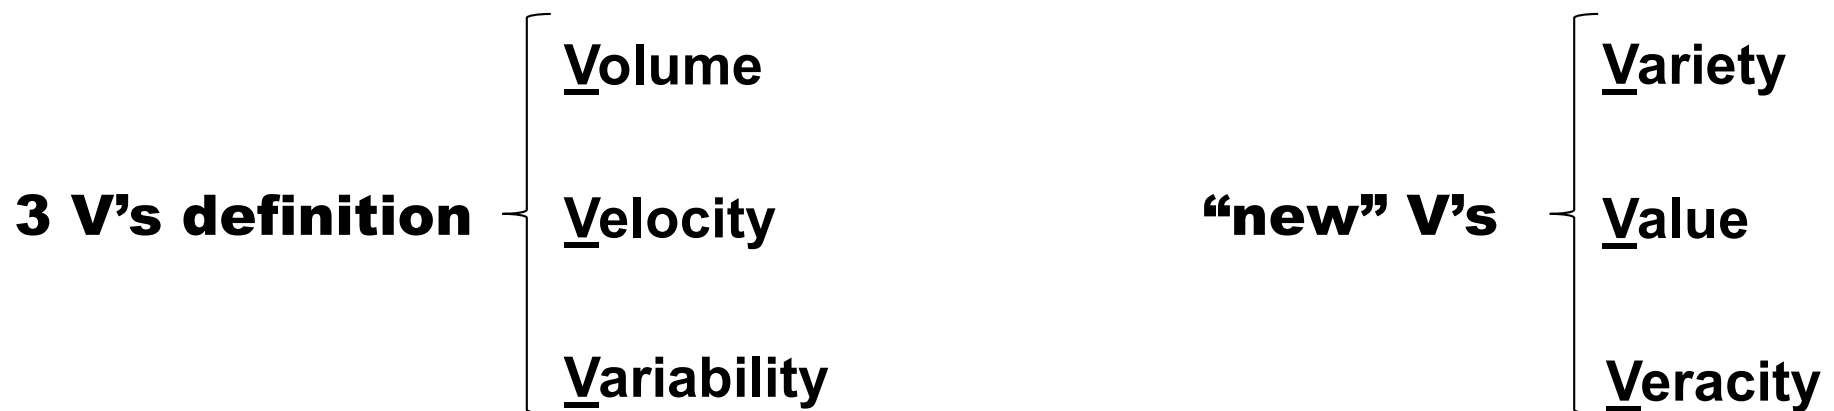 3 V’s definition
Volume
Velocity
Variability
“new” V’s
Variety
Value
Veracity